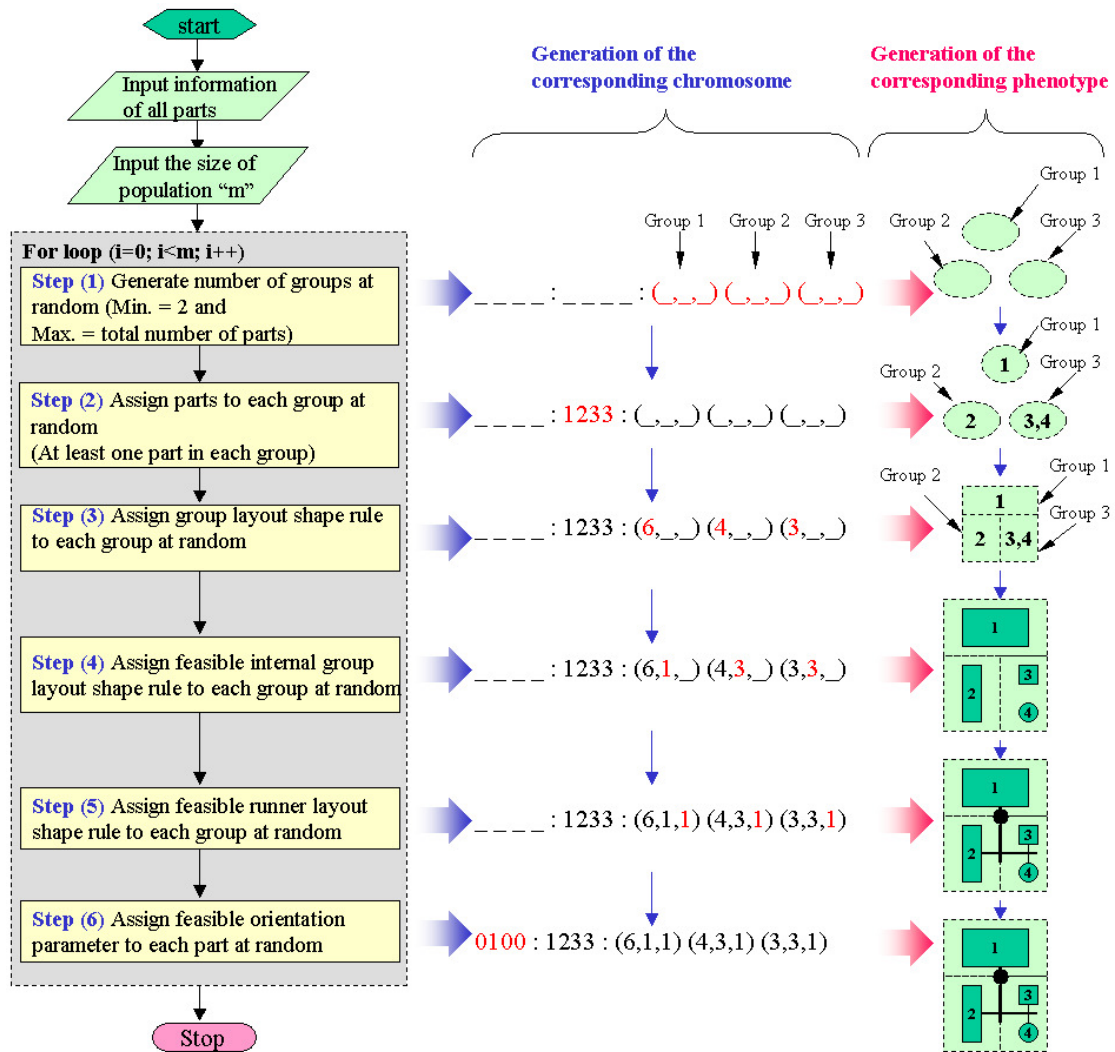 start
Input information
of all parts
Input the size of
population “m”
For loop (i=0; i<m; i++)
Step (1) Generate number of groups at
random (Min. = 2 and
Max. = total number of parts)
Step (2) Assign parts to each group at
random
(At least one part in each group)
Step (3) Assign group layout shape rule
to each group at random
Step (4) Assign feasible internal group
layout shape rule to each group at random
Step (5) Assign feasible runner layout
shape rule to each group at random
Step (6) Assign feasible orientation
parameter to each part at random
Stop
Generation of the
corresponding chromosome
Group 1 Group 2 Group 3
_ _ _ _ : _ _ _ _ : (_,_,_) (_,_,_) (_,_,_)
_ _ _ _ : 1233 : (_,_,_) (_,_,_) (_,_,_)
_ _ _ _ : 1233 : (6,_,_) (4,_,_) (3,_,_)
_ _ _ _ : 1233 : (6,1,_) (4,3,_) (3,3,_)
_ _ _ _ : 1233 : (6,1,1) (4,3,1) (3,3,1)
0100 : 1233 : (6,1,1) (4,3,1) (3,3,1)
Generation of the
corresponding phenotype
Group 1
Group 2 Group 3
Group 1
1
Group 2 Group 3
2 3,4
Group 2 Group 1
1
Group 3
2 3,4
1
2 3
4
1
2 3
4
1
2 3
4